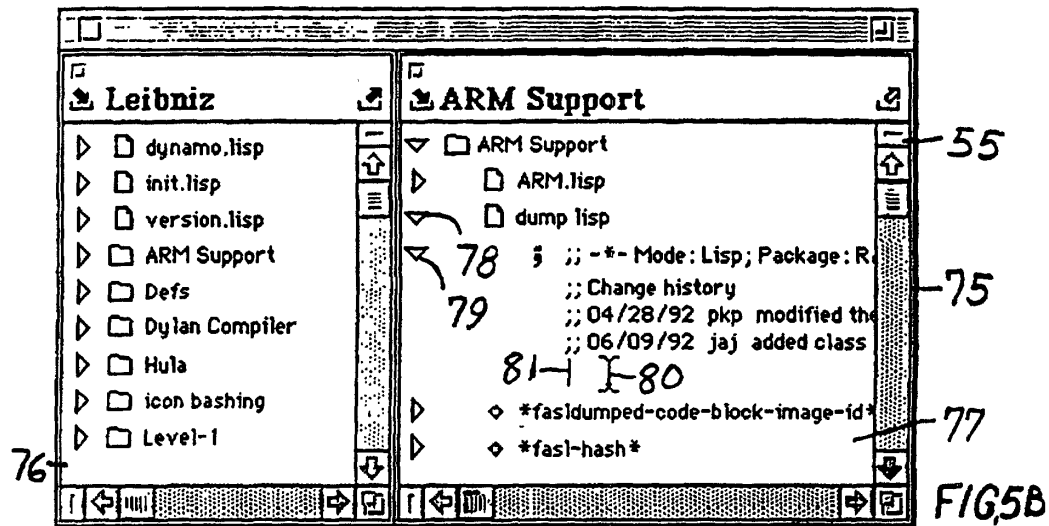 Leibniz
dynamo.lisp
init.lisp
version.lisp
ARM Support
Defs
Dylan Compiler
Hula
icon bashing
Level-1
76
ARM Support
ARM Support
ARM.lisp
dump lisp
78
79
; ;; -*- Mode: Lisp; Package: R
;; Change history
;; 04/28/92 pkp modified the
;; 06/09/92 jaj added class
81 80
*fasldumped-code-block-image-id*
*fasl-hash*
77
55
75
FIG,5B